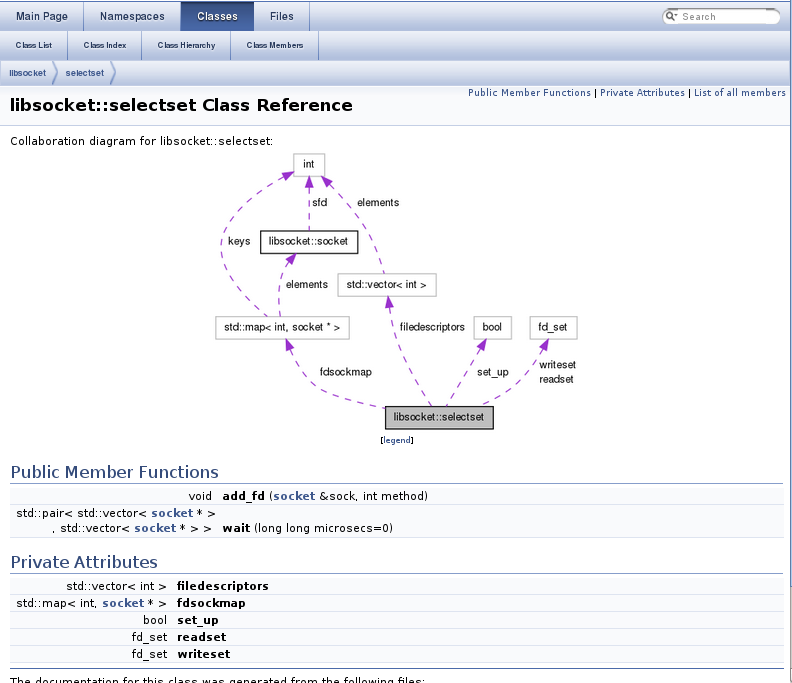 Main Page Namespaces Classes Files Search
Class List Class Index Class Hierarchy Class Members
libsocket selectset
Public Member Functions | Private Attributes | List of all members
libsocket::selectset Class Reference
Collaboration diagram for libsocket::selectset:
int
sfd elements
keys libsocket::socket
elements std::vector< int >
std::map< int, socket * > filedescriptors bool fd_set
fdsockmap set_up writeset
readset
libsocket::selectset
[legend]
Public Member Functions
void add_fd (socket &sock, int method)
std::pair< std::vector< socket * >
, std::vector< socket * > > wait (long long microsecs=0)
Private Attributes
std::vector< int > filedescriptors
std::map< int, socket * > fdsockmap
bool set_up
fd_set readset
fd_set writeset
The documentation for this class was generated from the following files: